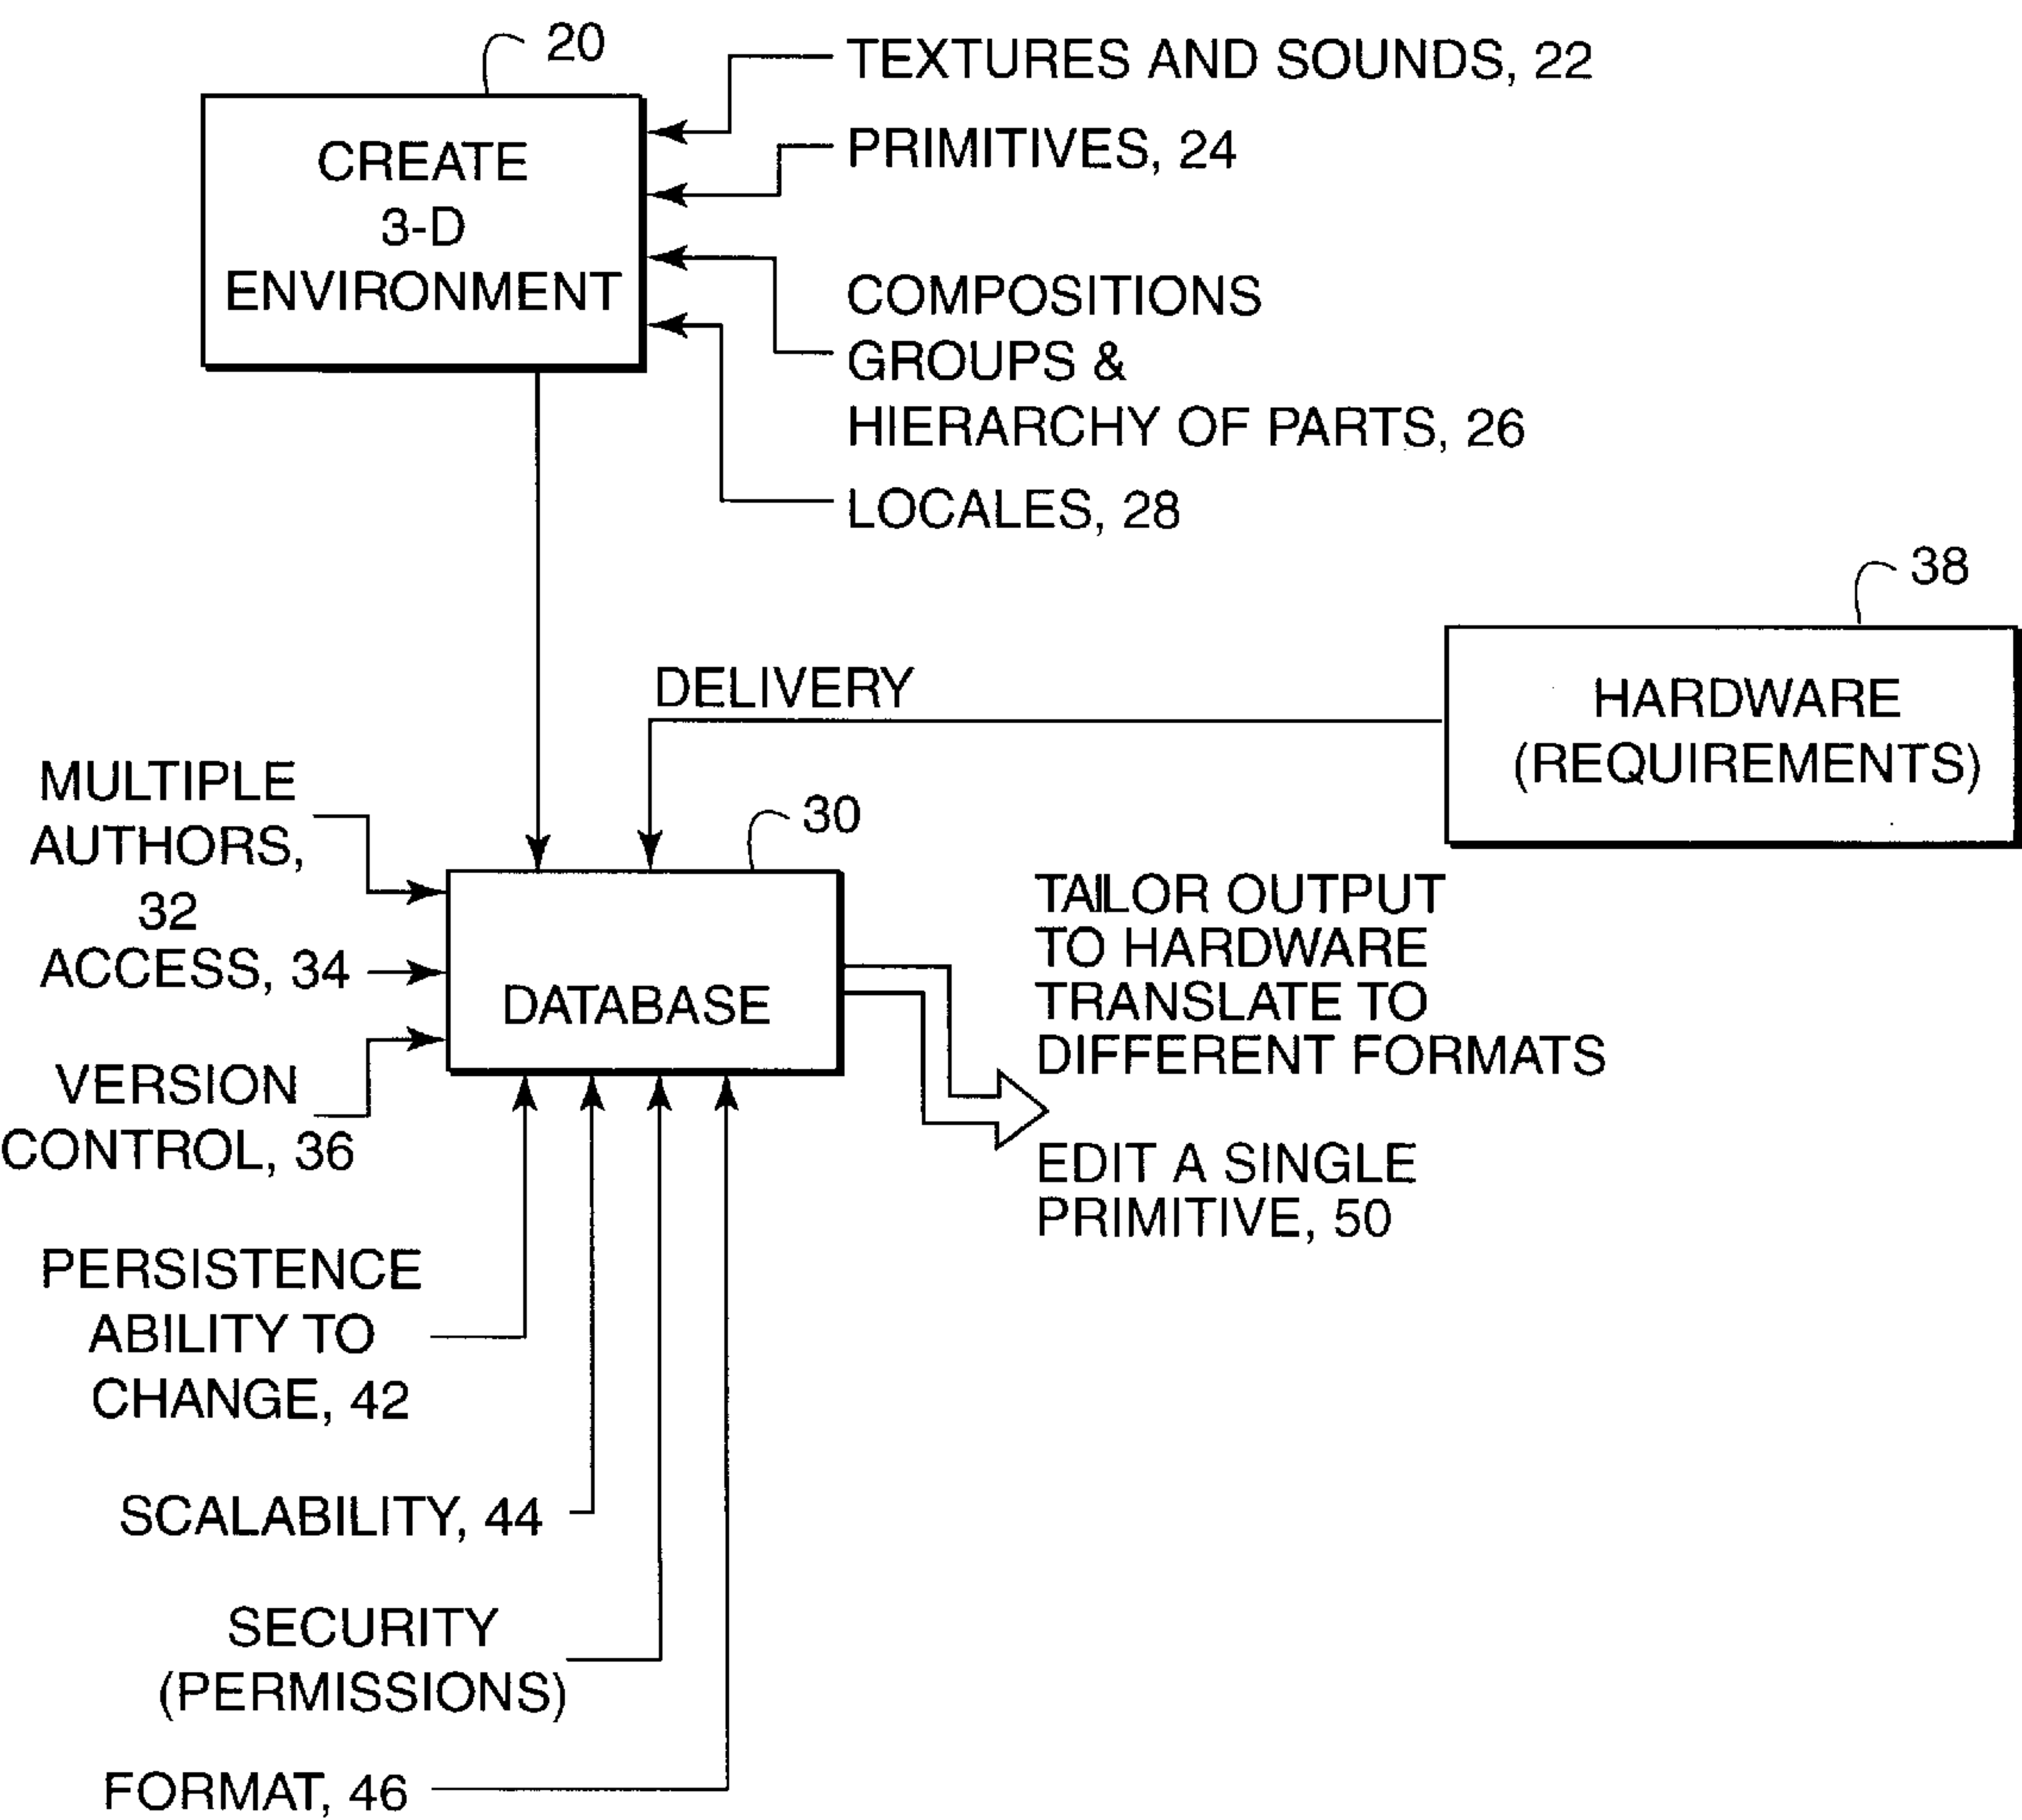 20
CREATE
3-D
ENVIRONMENT
TEXTURES AND SOUNDS, 22
PRIMITIVES, 24
COMPOSITIONS
GROUPS &
HIERARCHY OF PARTS, 26
LOCALES, 28
38
HARDWARE
(REQUIREMENTS)
DELIVERY
30
DATABASE
MULTIPLE
AUTHORS,
32
ACCESS, 34
VERSION
CONTROL, 36
TAILOR OUTPUT
TO HARDWARE
TRANSLATE TO
DIFFERENT FORMATS
EDIT A SINGLE
PRIMITIVE, 50
PERSISTENCE
ABILITY TO
CHANGE, 42
SCALABILITY, 44
SECURITY
(PERMISSIONS)
FORMAT, 46